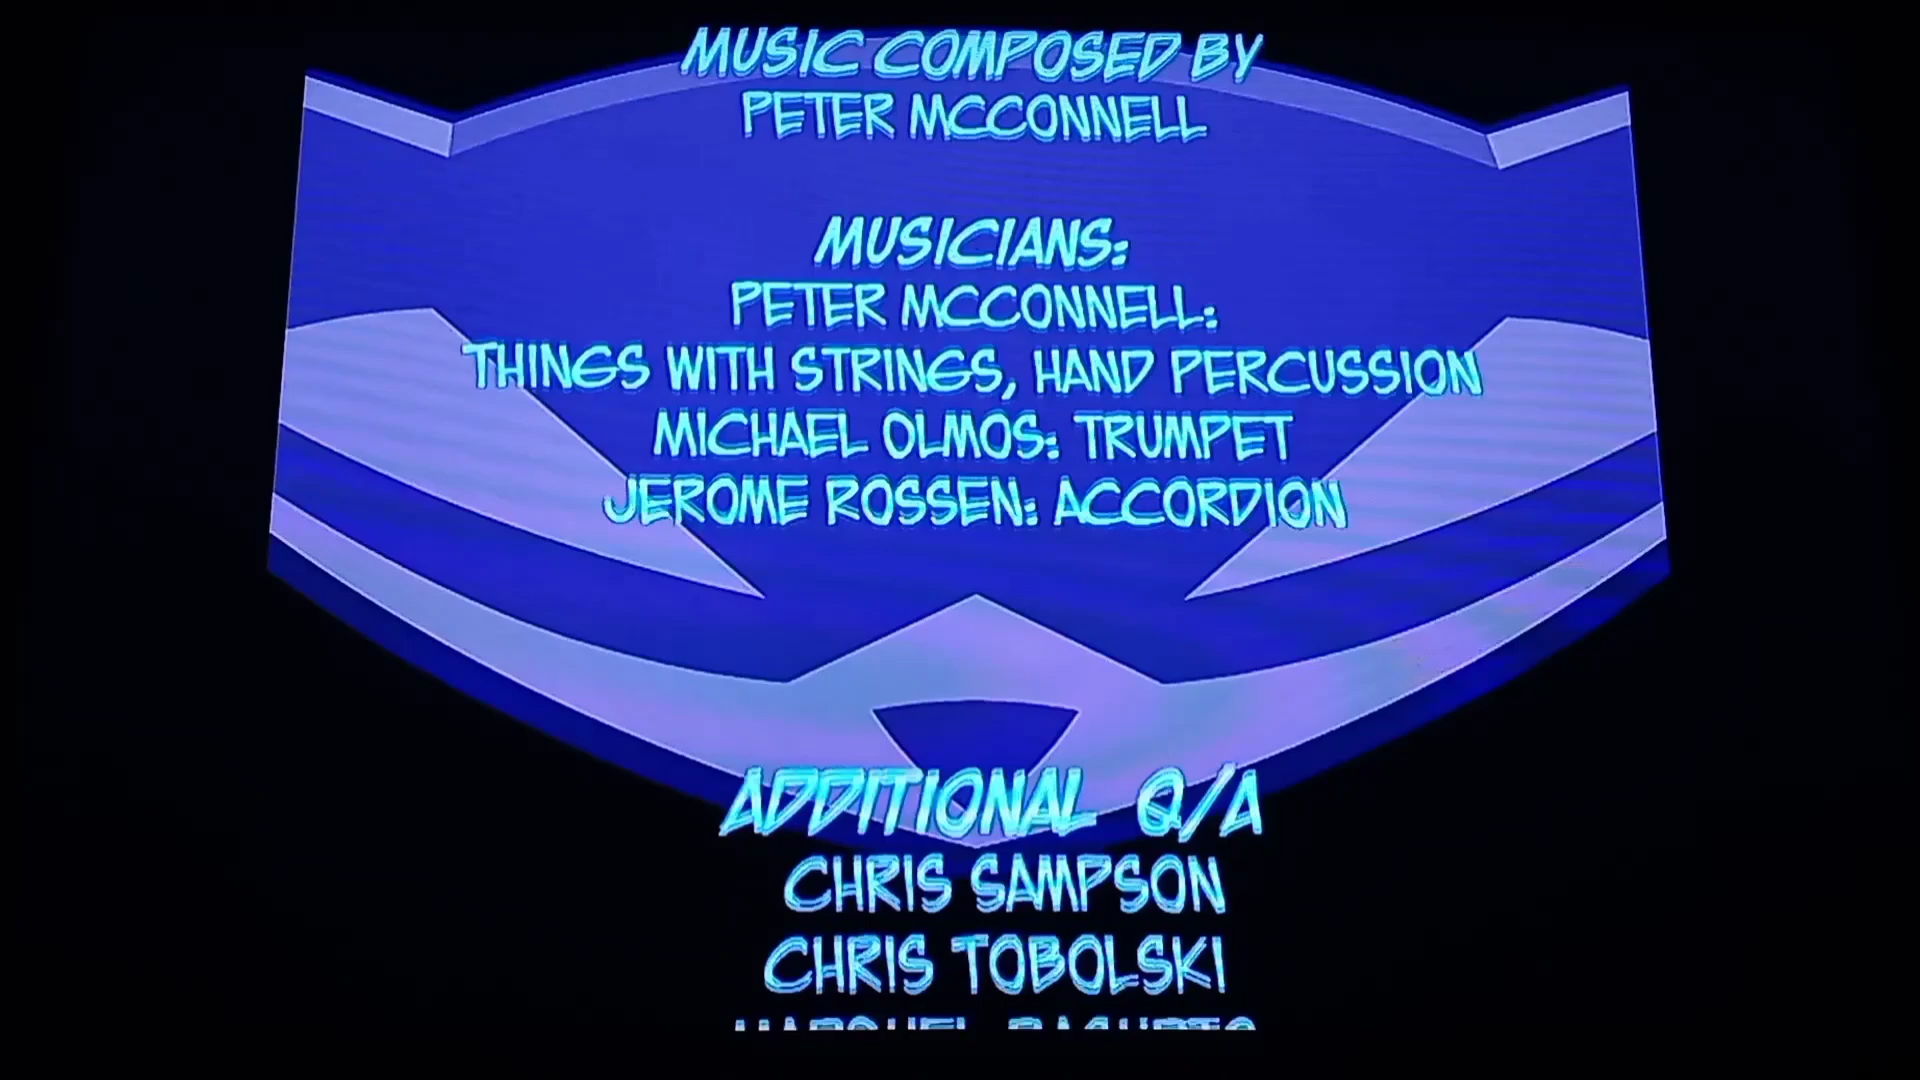 MUSIC COMPOSED BY
PETER MCCONNELL
MUSICIANS:
PETER MCCONNELL:
THINGS WITH STRINGS, HAND PERCUSSION
MICHAEL OLMOS: TRUMPET
JEROME ROSSEN: ACCORDION
ADDITIONAL Q/A
CHRIS SAMPSON
CHRIS TOBOLSKI